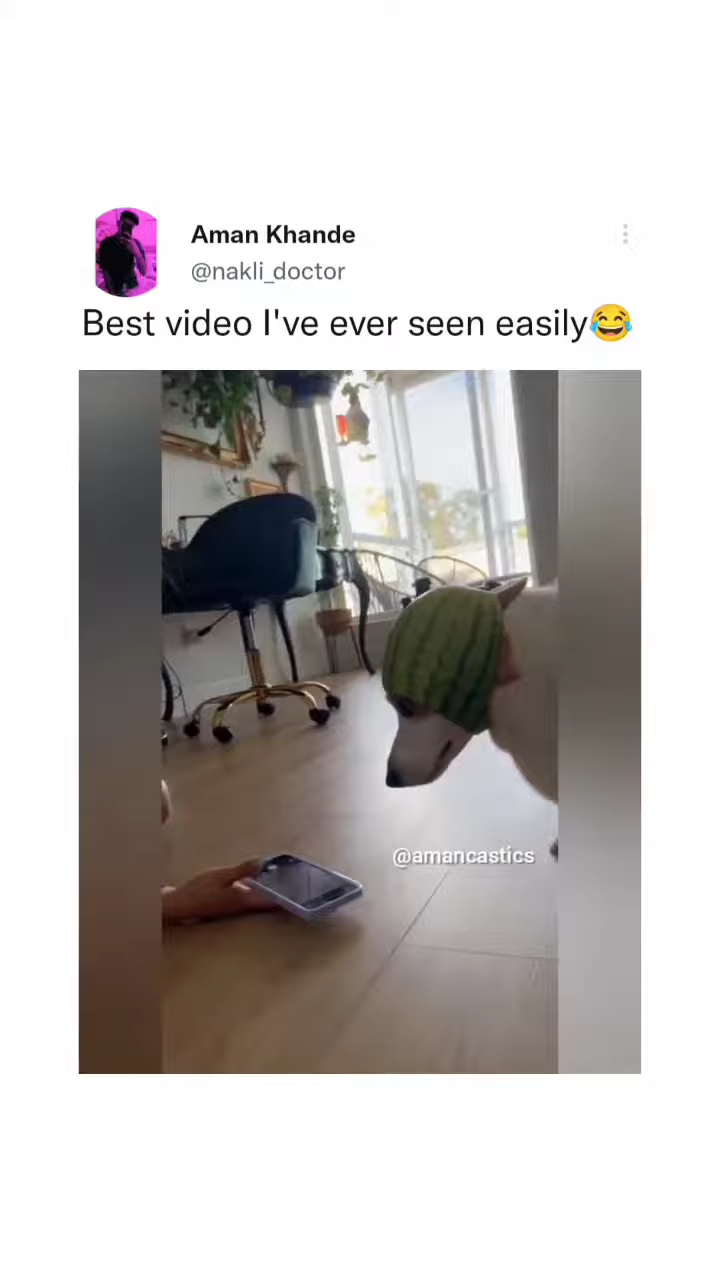 Aman Khande
@nakli_doctor
Best video I've ever seen easily😂
@amancastics